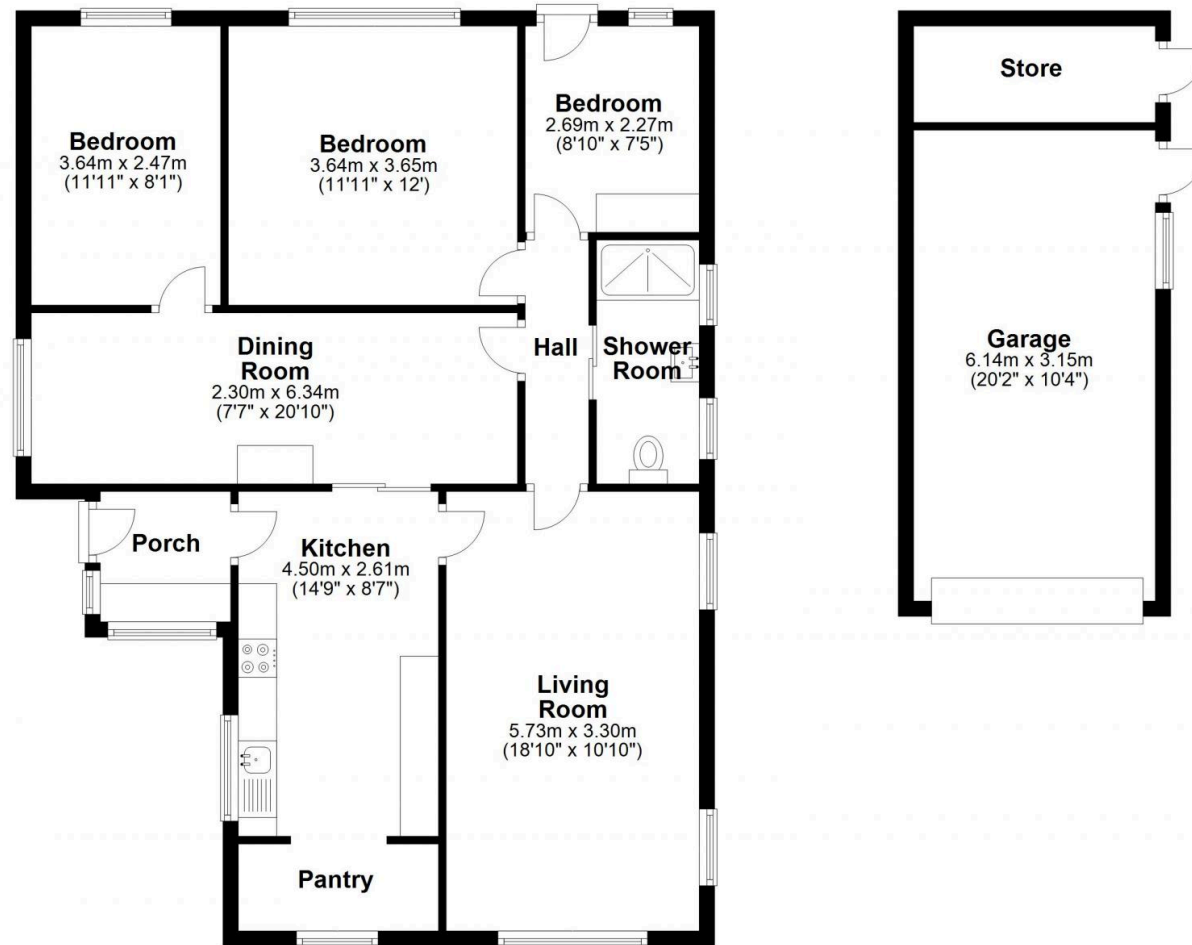 Bedroom
3.64m x 2.47m
(11'11" x 8'1")
Bedroom
3.64m x 3.65m
(11'11" x 12')
Bedroom
2.69m x 2.27m
(8'10" x 7'5")
Store
Dining
Room
2.30m x 6.34m
(7'7" x 20'10")
Hall
Shower
Room
Garage
6.14m x 3.15m
(20'2" x 10'4")
Porch
Kitchen
4.50m x 2.61m
(14'9" x 8'7")
Living
Room
5.73m x 3.30m
(18'10" x 10'10")
Pantry